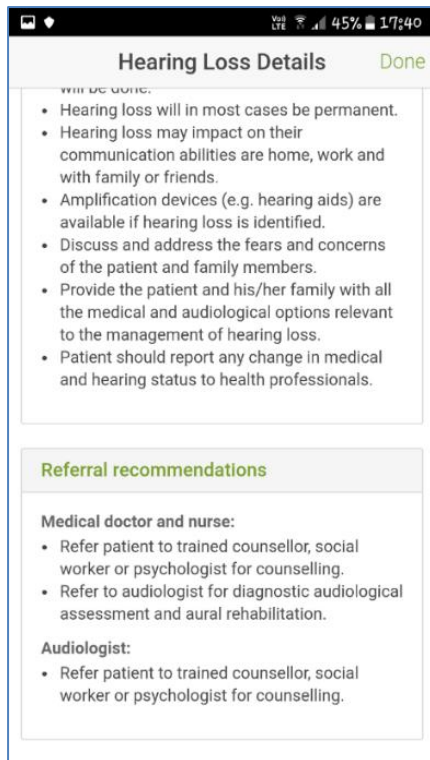 VoD LTE 45% 17:40
Hearing Loss Details Done
will be done.
• Hearing loss will in most cases be permanent.
• Hearing loss may impact on their
communication abilities are home, work and
with family or friends.
• Amplification devices (e.g. hearing aids) are
available if hearing loss is identified.
• Discuss and address the fears and concerns
of the patient and family members.
• Provide the patient and his/her family with all
the medical and audiological options relevant
to the management of hearing loss.
• Patient should report any change in medical
and hearing status to health professionals.
Referral recommendations
Medical doctor and nurse:
• Refer patient to trained counsellor, social
worker or psychologist for counselling.
• Refer to audiologist for diagnostic audiological
assessment and aural rehabilitation.
Audiologist:
• Refer patient to trained counsellor, social
worker or psychologist for counselling.